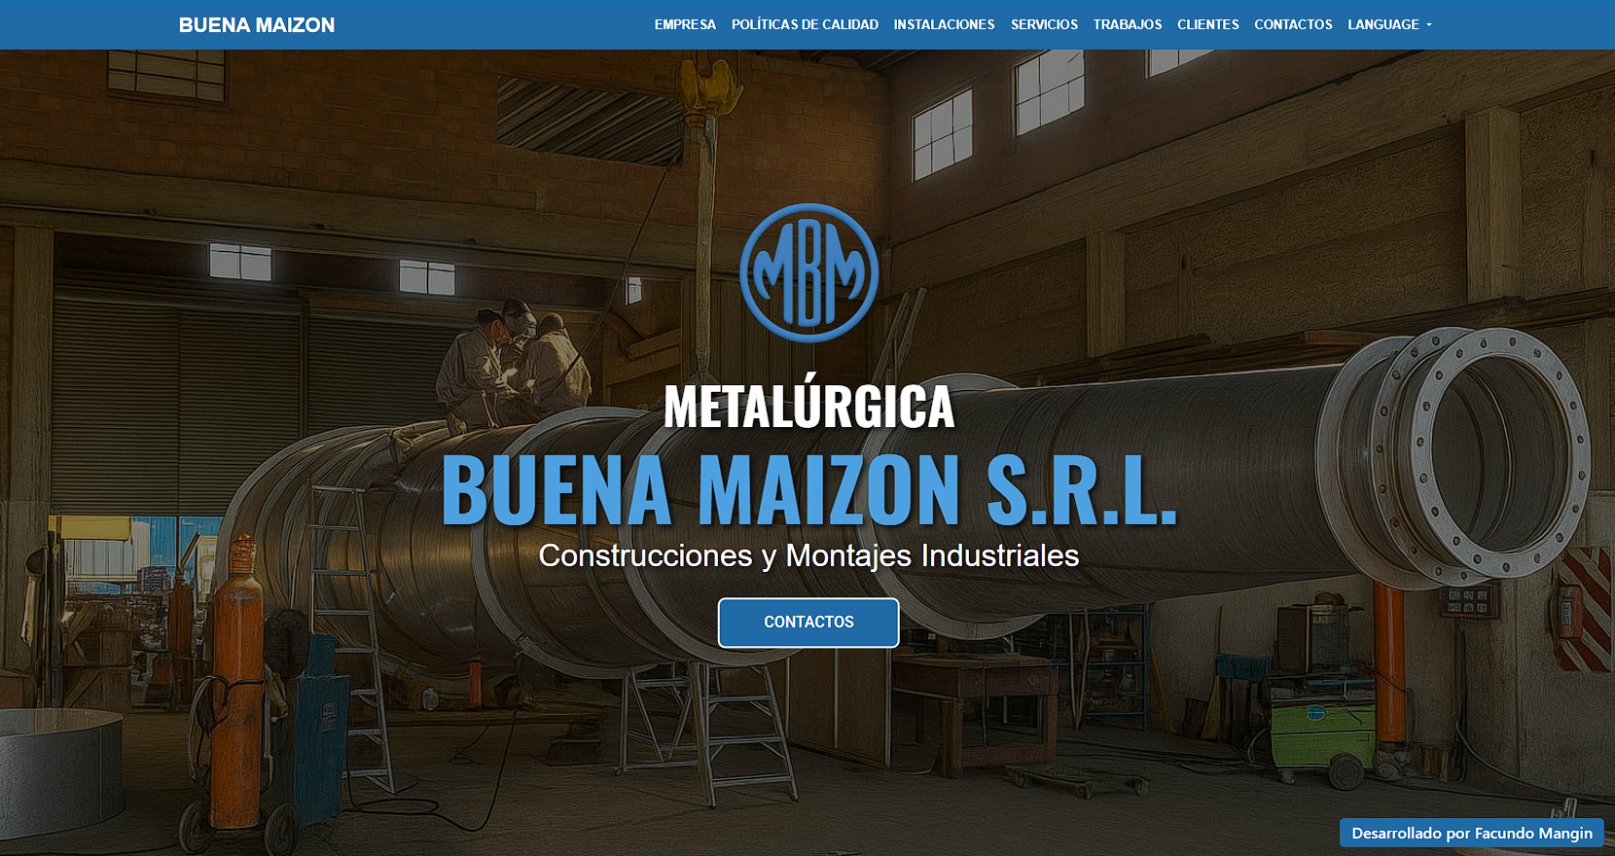 BUENA MAIZON
EMPRESA POLÍTICAS DE CALIDAD INSTALACIONES SERVICIOS TRABAJOS CLIENTES CONTACTOS LANGUAGE
MBM
METALÚRGICA
BUENA MAIZON S.R.L.
Construcciones y Montajes Industriales
CONTACTOS
Desarrollado por Facundo Mangin